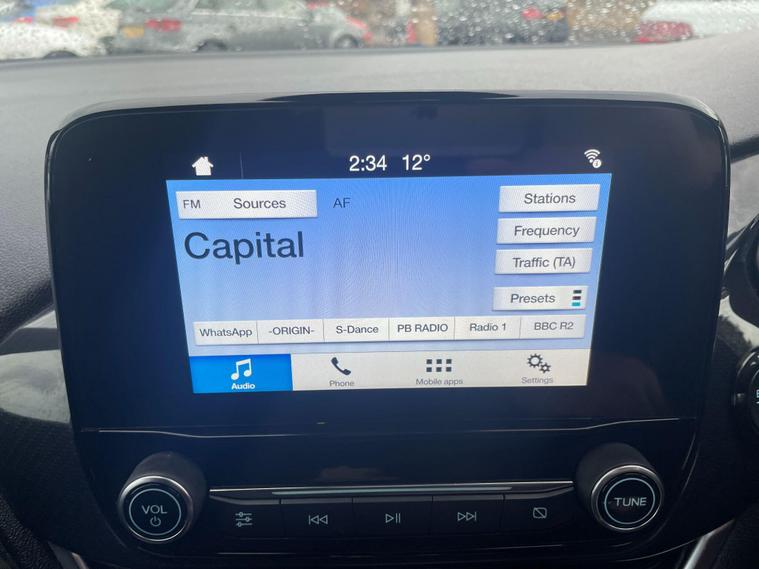 2:34 12°
FM Sources AF
Stations
Capital
Frequency
Traffic (TA)
Presets
WhatsApp -ORIGIN- S-Dance PB RADIO Radio 1 BBC R2
Audio Phone Mobile apps Settings
VOL
TUNE